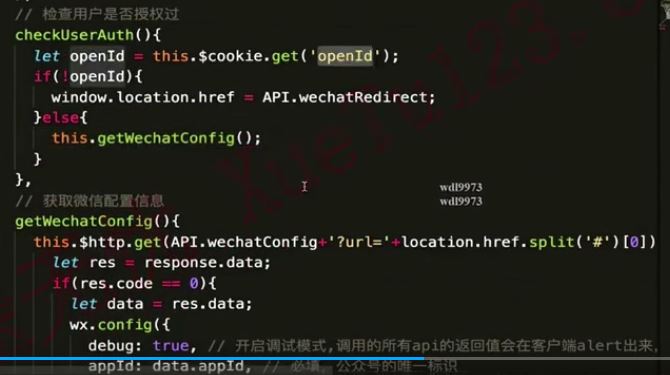 // 检查用户是否授权过
checkUserAuth(){
let openId = this.$cookie.get('openId');
if(!openId){
window.location.href = API.wechatRedirect;
}else{
this.getWechatConfig();
}
},
// 获取微信配置信息
wdl9973
wdl9973
getWechatConfig(){
this.$http.get(API.wechatConfig+'?url='+location.href.split('#')[0])
let res = response.data;
if(res.code == 0){
let data = res.data;
wx.config({
debug: true, // 开启调试模式,调用的所有api的返回值会在客户端alert出来,
appId: data.appId, // 必填，公众号的唯一标识